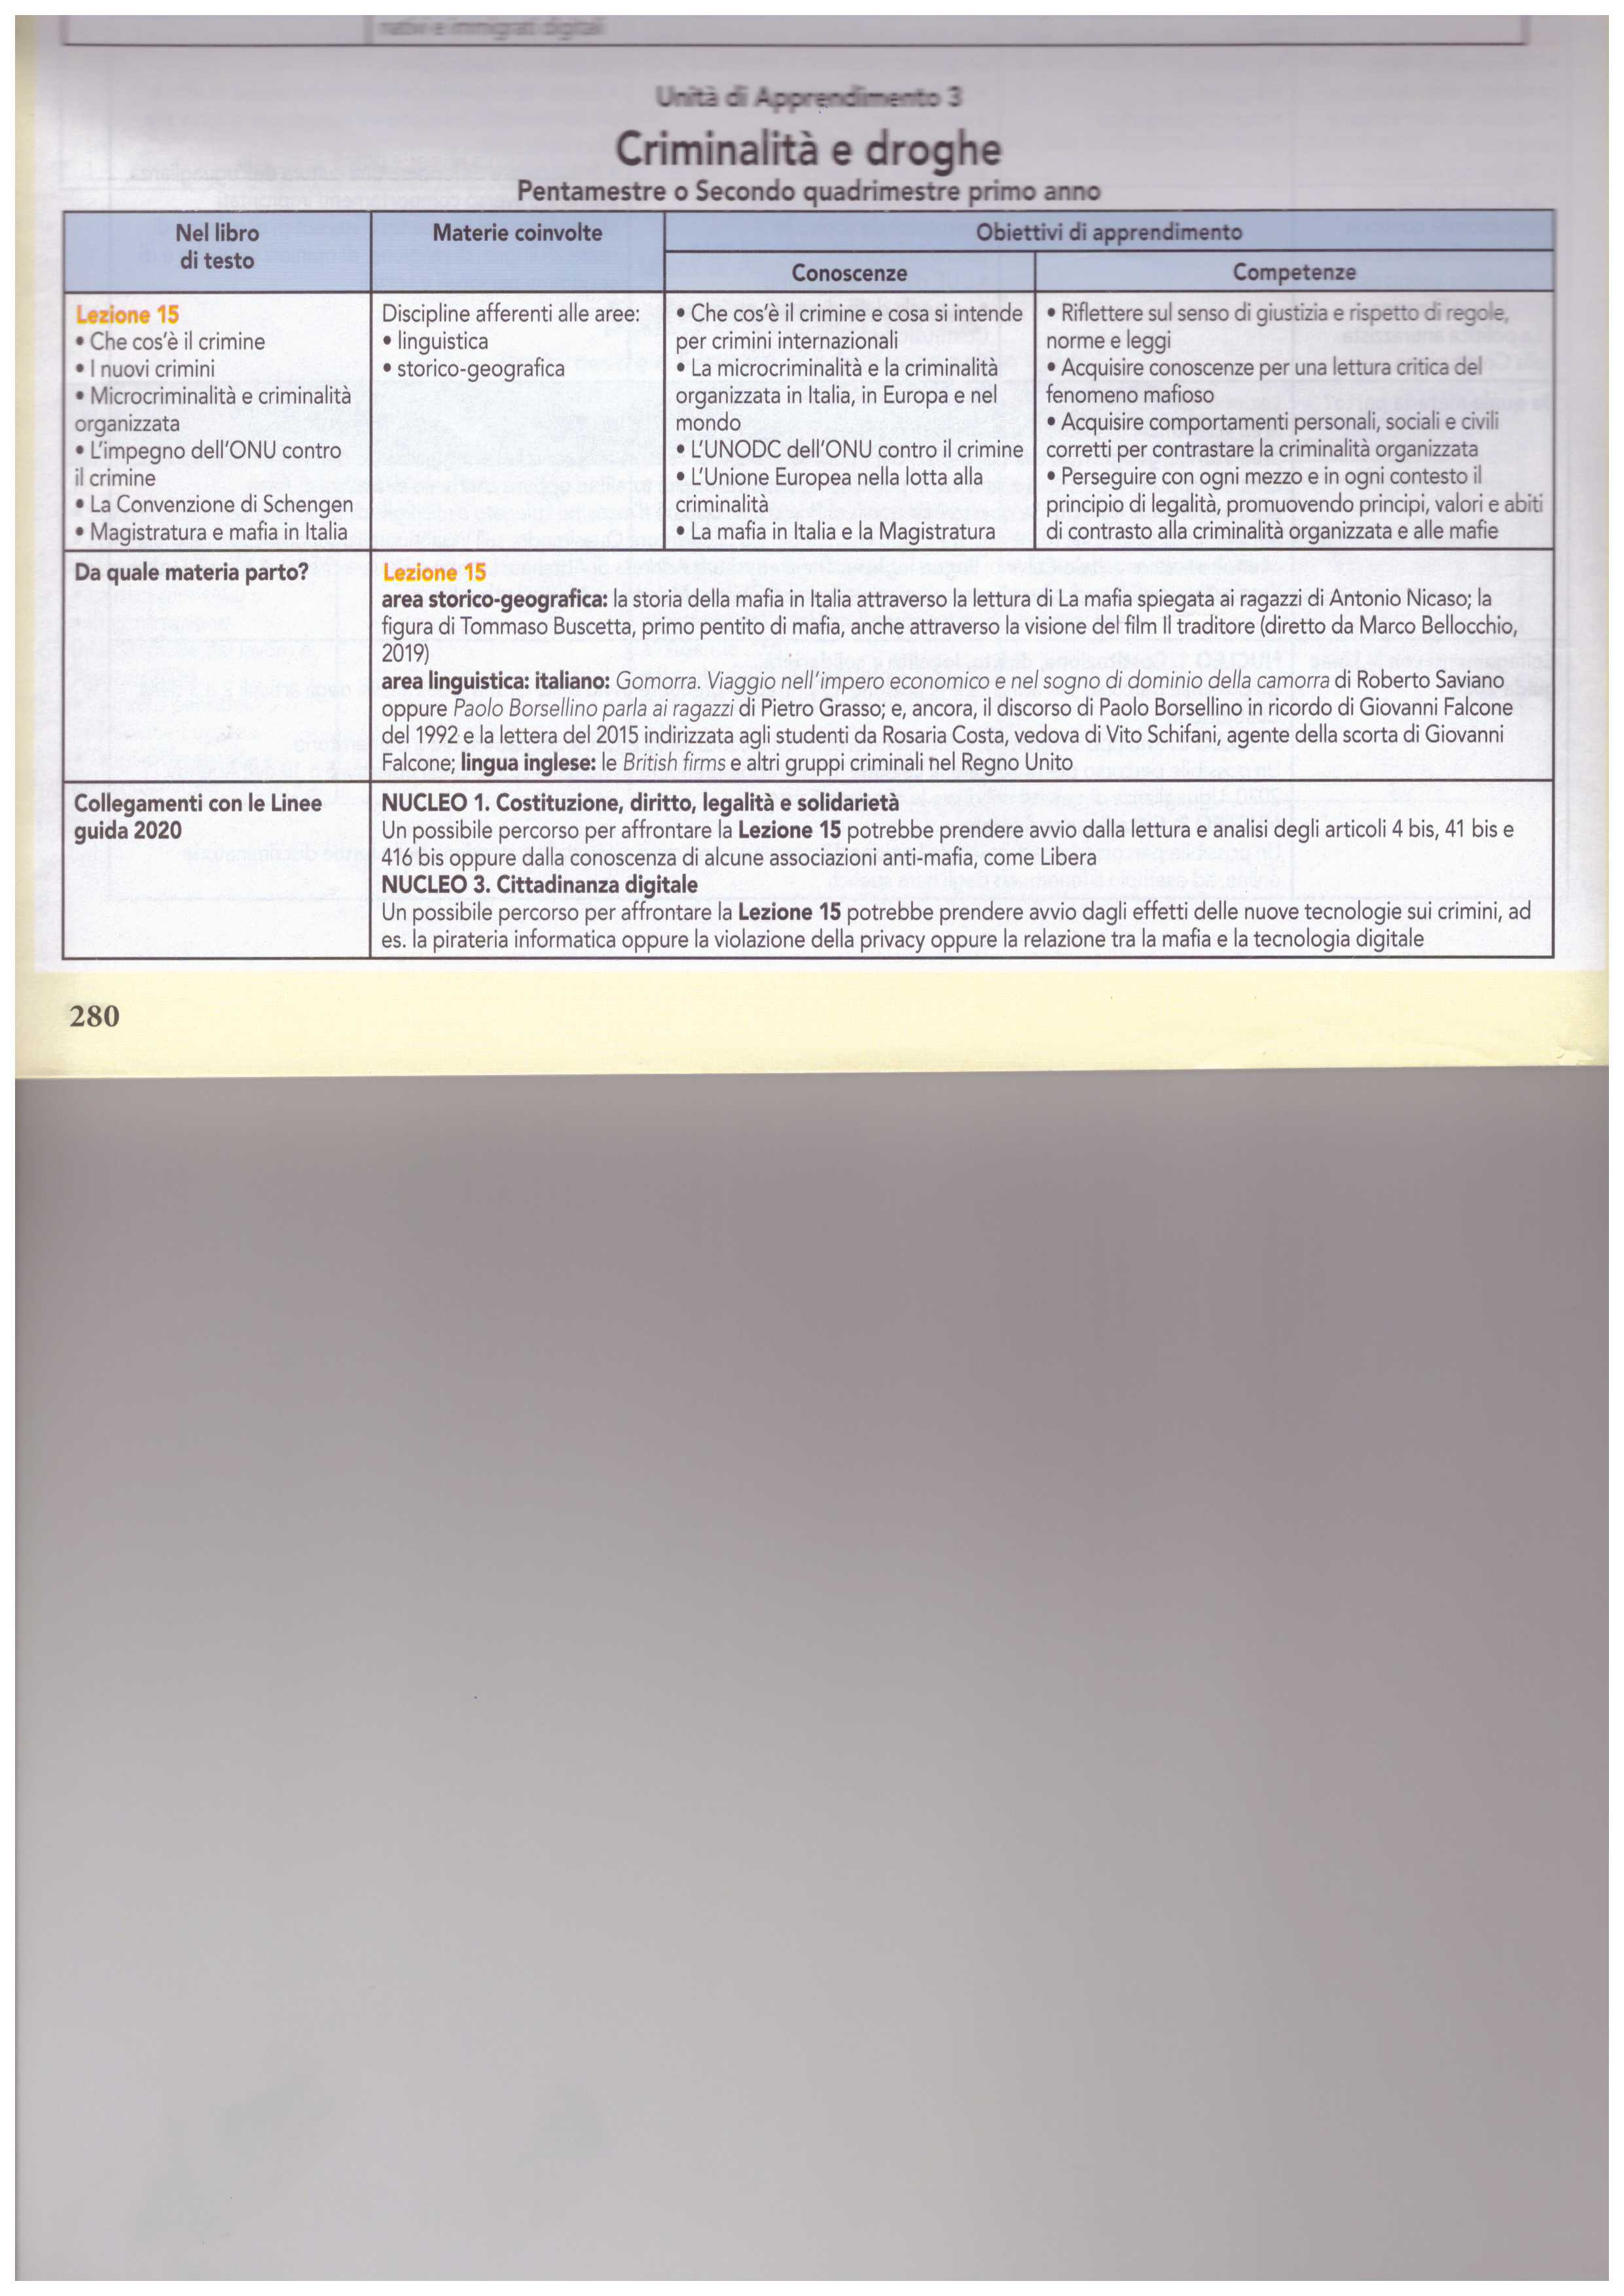 nativi e immigrati digitali
Unità di Apprendimento 3
Criminalità e droghe
Pentamestre o Secondo quadrimestre primo anno
Nel libro
di testo
Materie coinvolte
Obiettivi di apprendimento
Conoscenze
Competenze
Lezione 15
• Che cos'è il crimine
• I nuovi crimini
• Microcriminalità e criminalità
organizzata
• L'impegno dell'ONU contro
il crimine
• La Convenzione di Schengen
• Magistratura e mafia in Italia
Discipline afferenti alle aree:
• linguistica
• storico-geografica
• Che cos'è il crimine e cosa si intende
per crimini internazionali
• La microcriminalità e la criminalità
organizzata in Italia, in Europa e nel
mondo
• L'UNODC dell'ONU contro il crimine
• L'Unione Europea nella lotta alla
criminalità
• La mafia in Italia e la Magistratura
• Riflettere sul senso di giustizia e rispetto di regole,
norme e leggi
• Acquisire conoscenze per una lettura critica del
fenomeno mafioso
• Acquisire comportamenti personali, sociali e civili
corretti per contrastare la criminalità organizzata
• Perseguire con ogni mezzo e in ogni contesto il
principio di legalità, promuovendo principi, valori e abiti
di contrasto alla criminalità organizzata e alle mafie
Da quale materia parto?
Lezione 15
area storico-geografica: la storia della mafia in Italia attraverso la lettura di La mafia spiegata ai ragazzi di Antonio Nicaso; la
figura di Tommaso Buscetta, primo pentito di mafia, anche attraverso la visione del film Il traditore (diretto da Marco Bellocchio,
2019)
area linguistica: italiano: Gomorra. Viaggio nell'impero economico e nel sogno di dominio della camorra di Roberto Saviano
oppure Paolo Borsellino parla ai ragazzi di Pietro Grasso; e, ancora, il discorso di Paolo Borsellino in ricordo di Giovanni Falcone
del 1992 e la lettera del 2015 indirizzata agli studenti da Rosaria Costa, vedova di Vito Schifani, agente della scorta di Giovanni
Falcone; lingua inglese: le British firms e altri gruppi criminali nel Regno Unito
Collegamenti con le Linee
guida 2020
NUCLEO 1. Costituzione, diritto, legalità e solidarietà
Un possibile percorso per affrontare la Lezione 15 potrebbe prendere avvio dalla lettura e analisi degli articoli 4 bis, 41 bis e
416 bis oppure dalla conoscenza di alcune associazioni anti-mafia, come Libera
NUCLEO 3. Cittadinanza digitale
Un possibile percorso per affrontare la Lezione 15 potrebbe prendere avvio dagli effetti delle nuove tecnologie sui crimini, ad
es. la pirateria informatica oppure la violazione della privacy oppure la relazione tra la mafia e la tecnologia digitale
280